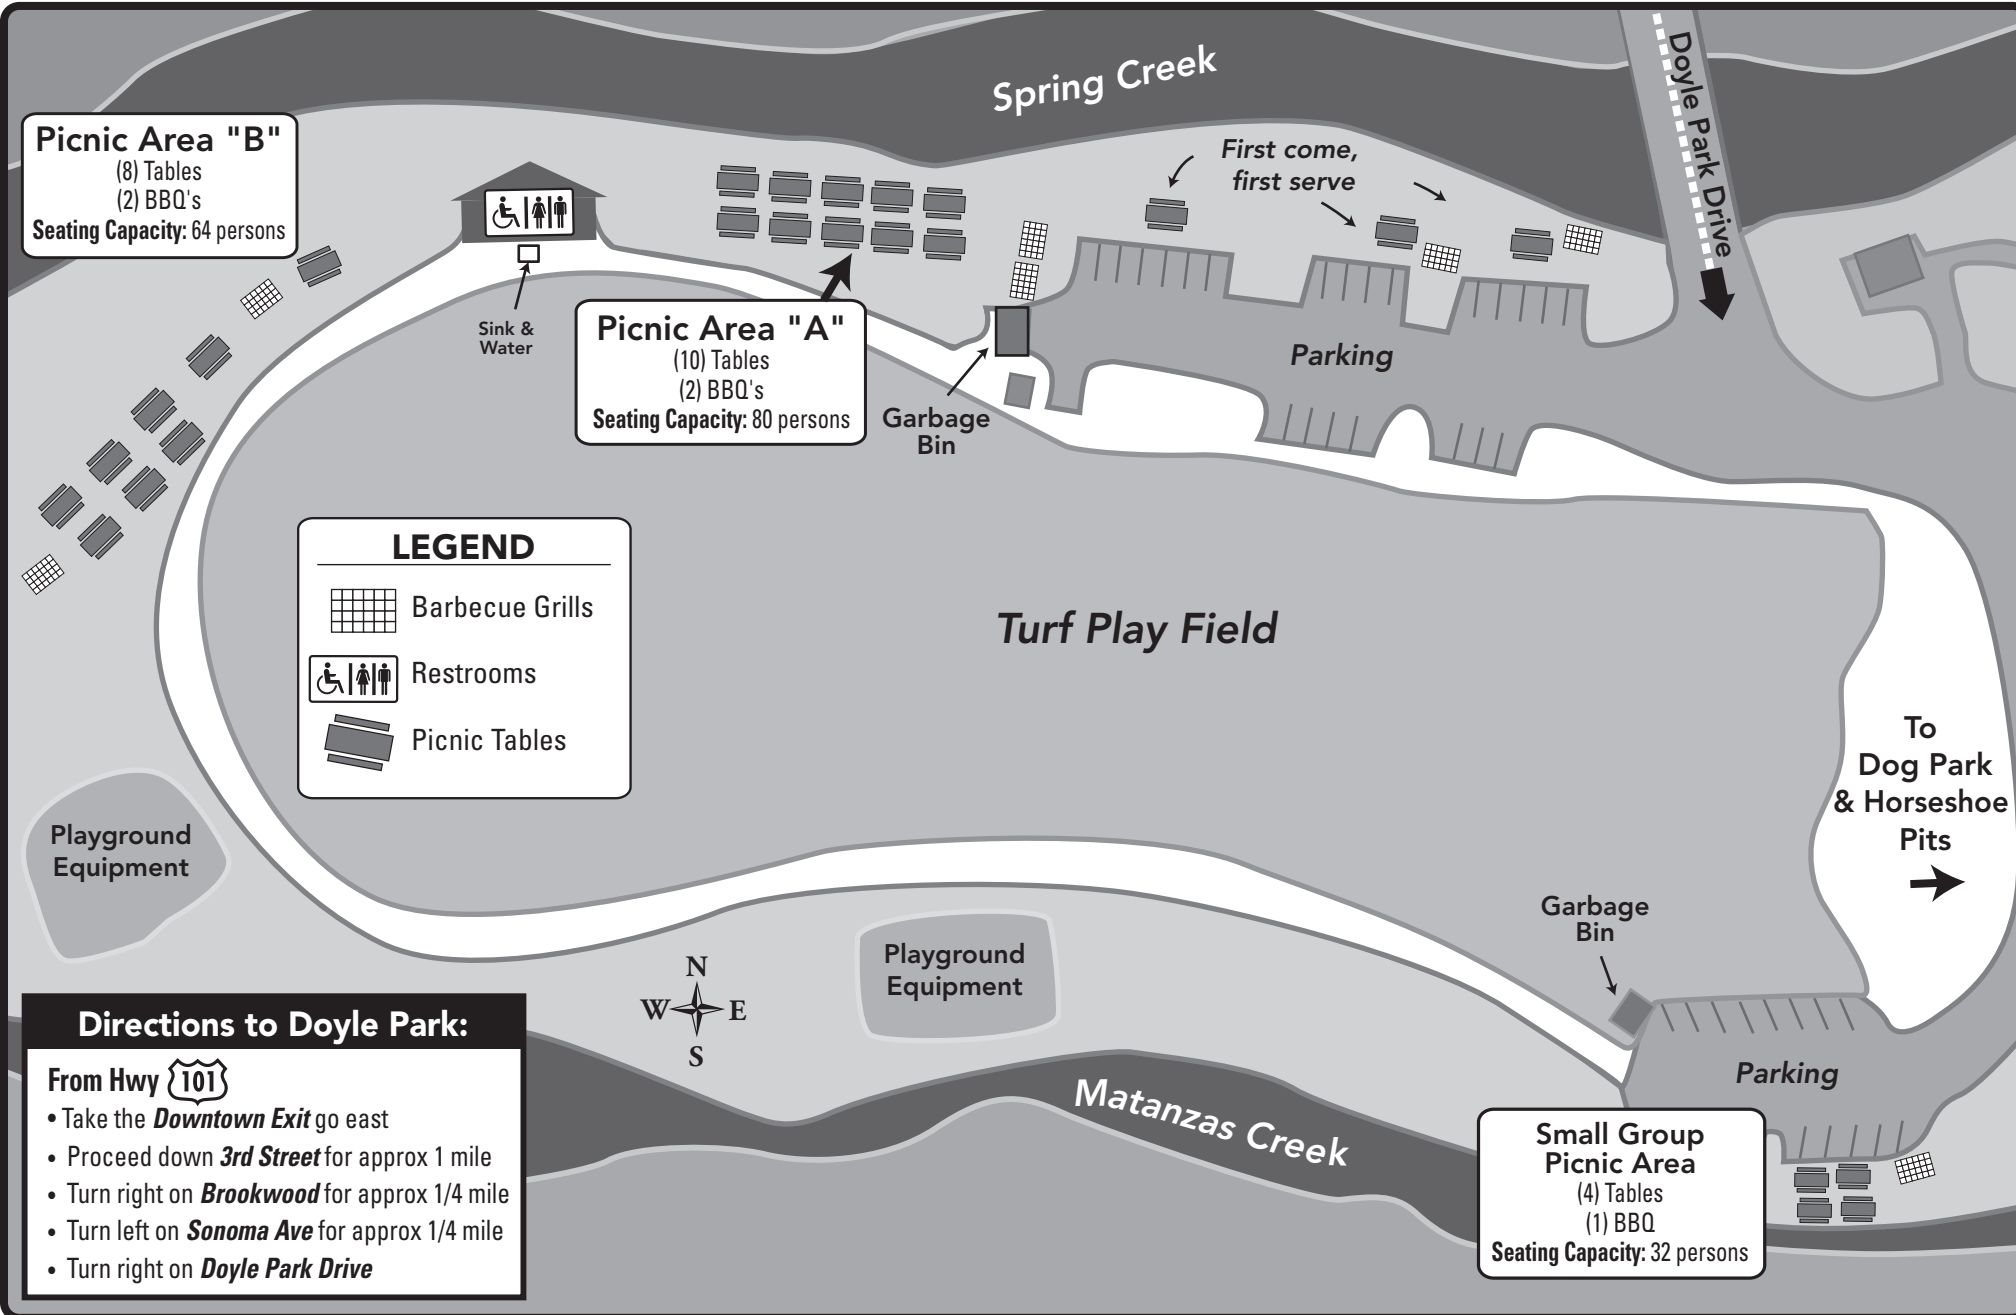 Spring Creek
Doyle Park Drive
Picnic Area "B"
(8) Tables
(2) BBQ's
Seating Capacity: 64 persons
First come,
first serve
Sink &
Water
Picnic Area "A"
(10) Tables
(2) BBQ's
Seating Capacity: 80 persons
Garbage
Bin
Parking
LEGEND
Barbecue Grills
Restrooms
Picnic Tables
Turf Play Field
To
Dog Park
& Horseshoe
Pits
Playground
Equipment
Playground
Equipment
Garbage
Bin
N
W E
S
Parking
Matanzas Creek
Small Group
Picnic Area
(4) Tables
(1) BBQ
Seating Capacity: 32 persons
Directions to Doyle Park:
From Hwy 101
• Take the Downtown Exit go east
• Proceed down 3rd Street for approx 1 mile
• Turn right on Brookwood for approx 1/4 mile
• Turn left on Sonoma Ave for approx 1/4 mile
• Turn right on Doyle Park Drive